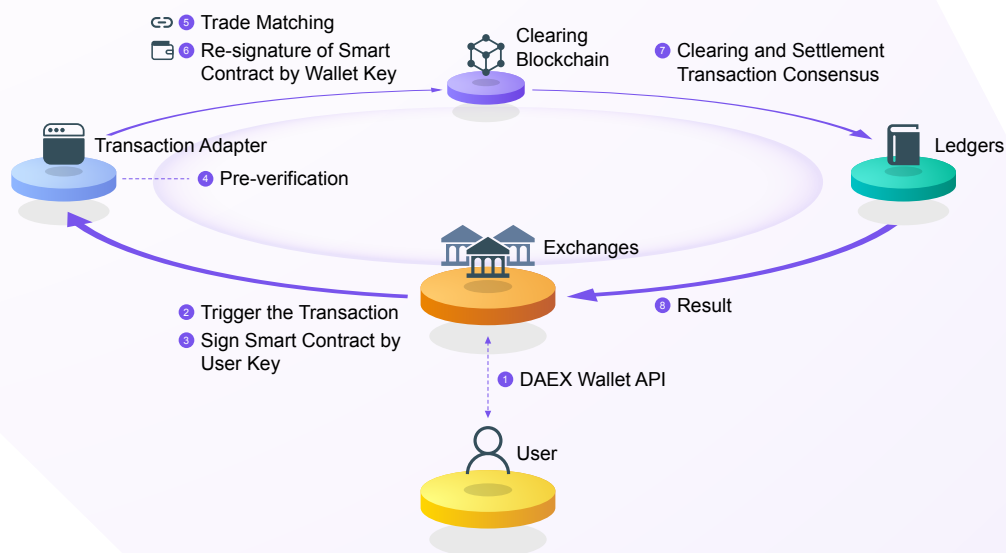 5 Trade Matching
6 Re-signature of Smart
Contract by Wallet Key
Clearing
Blockchain
7 Clearing and Settlement
Transaction Consensus
Transaction Adapter
Ledgers
4 Pre-verification
Exchanges
2 Trigger the Transaction
3 Sign Smart Contract by
User Key
8 Result
1 DAEX Wallet API
User